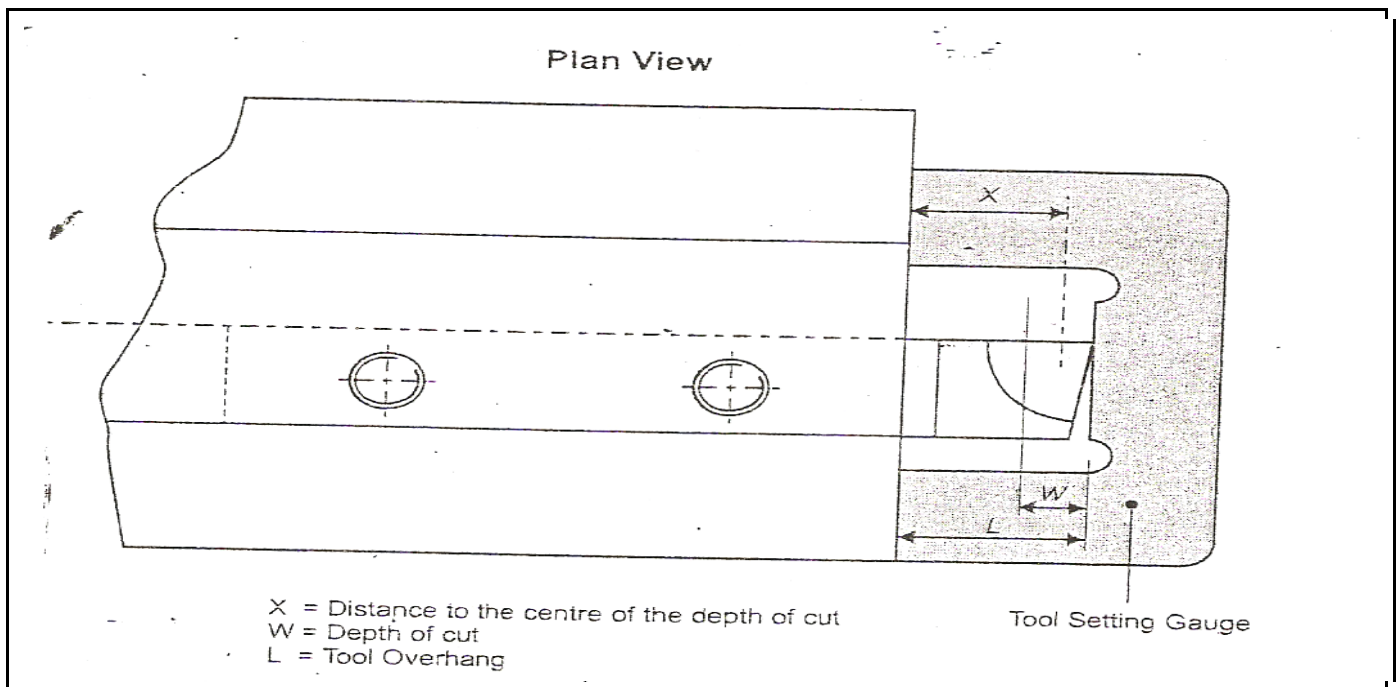 Plan View
X
W
L
X = Distance to the centre of the depth of cut
W = Depth of cut
L = Tool Overhang
Tool Setting Gauge